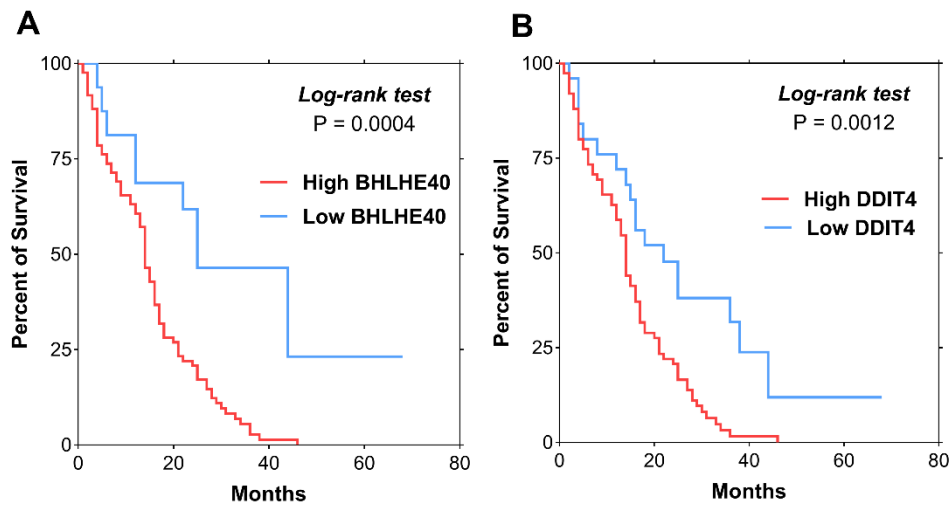 A
Percent of Survival
100
75
50
25
0
0 20 40 60 80
Months
Log-rank test
P = 0.0004
High BHLHE40
Low BHLHE40
B
Percent of Survival
100
75
50
25
0
0 20 40 60 80
Months
Log-rank test
P = 0.0012
High DDIT4
Low DDIT4